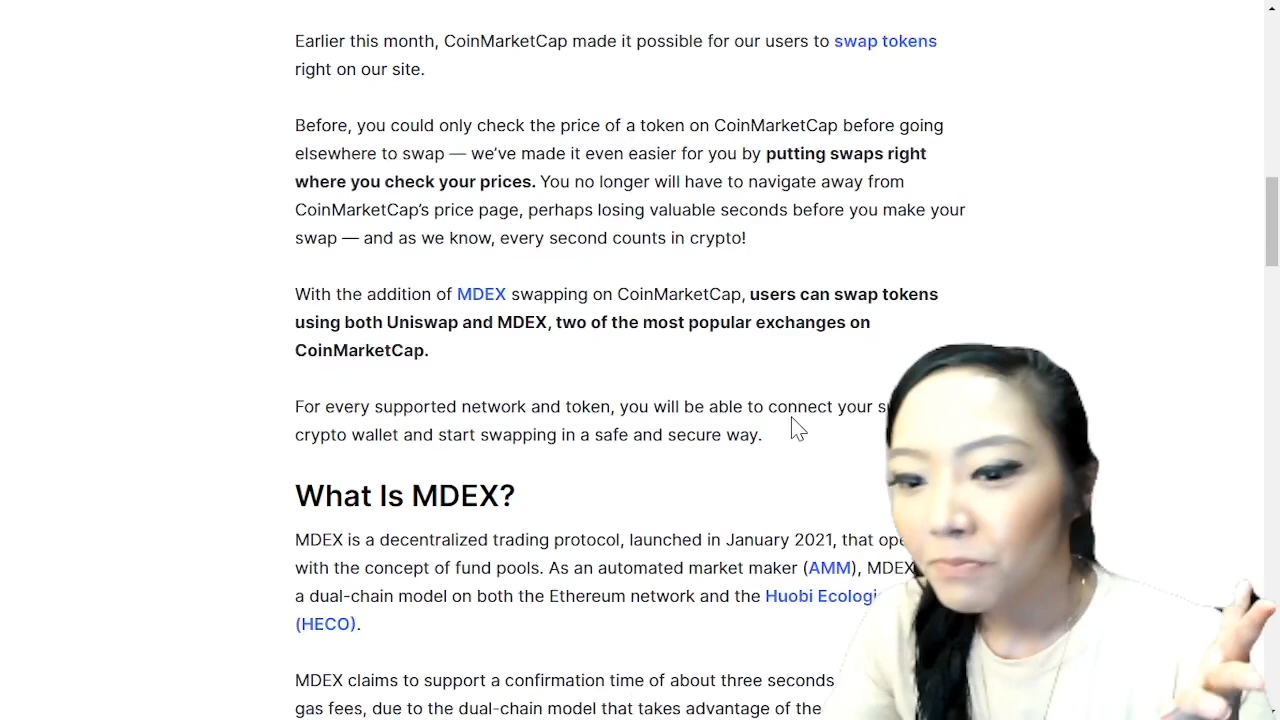 Earlier this month, CoinMarketCap made it possible for our users to swap tokens
right on our site.
Before, you could only check the price of a token on CoinMarketCap before going
elsewhere to swap — we've made it even easier for you by putting swaps right
where you check your prices. You no longer will have to navigate away from
CoinMarketCap's price page, perhaps losing valuable seconds before you make your
swap — and as we know, every second counts in crypto!
With the addition of MDEX swapping on CoinMarketCap, users can swap tokens
using both Uniswap and MDEX, two of the most popular exchanges on
CoinMarketCap.
For every supported network and token, you will be able to connect your
crypto wallet and start swapping in a safe and secure way.
What Is MDEX?
MDEX is a decentralized trading protocol, launched in January 2021, that
with the concept of fund pools. As an automated market maker (AMM), MDEX
a dual-chain model on both the Ethereum network and the Huobi
(HECO).
MDEX claims to support a confirmation time of about three seconds
gas fees, due to the dual-chain model that takes advantage of the